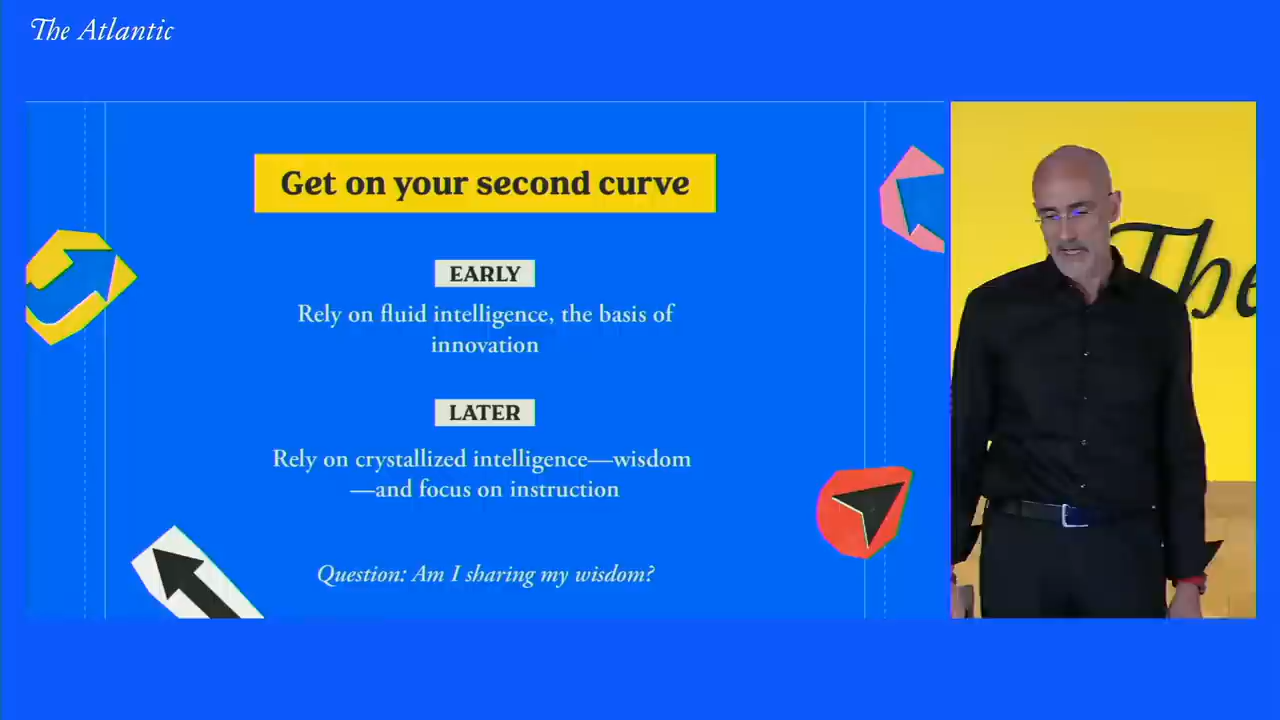 The Atlantic
Get on your second curve
EARLY
Rely on fluid intelligence, the basis of
innovation
LATER
Rely on crystallized intelligence—wisdom
—and focus on instruction
Question: Am I sharing my wisdom?
The